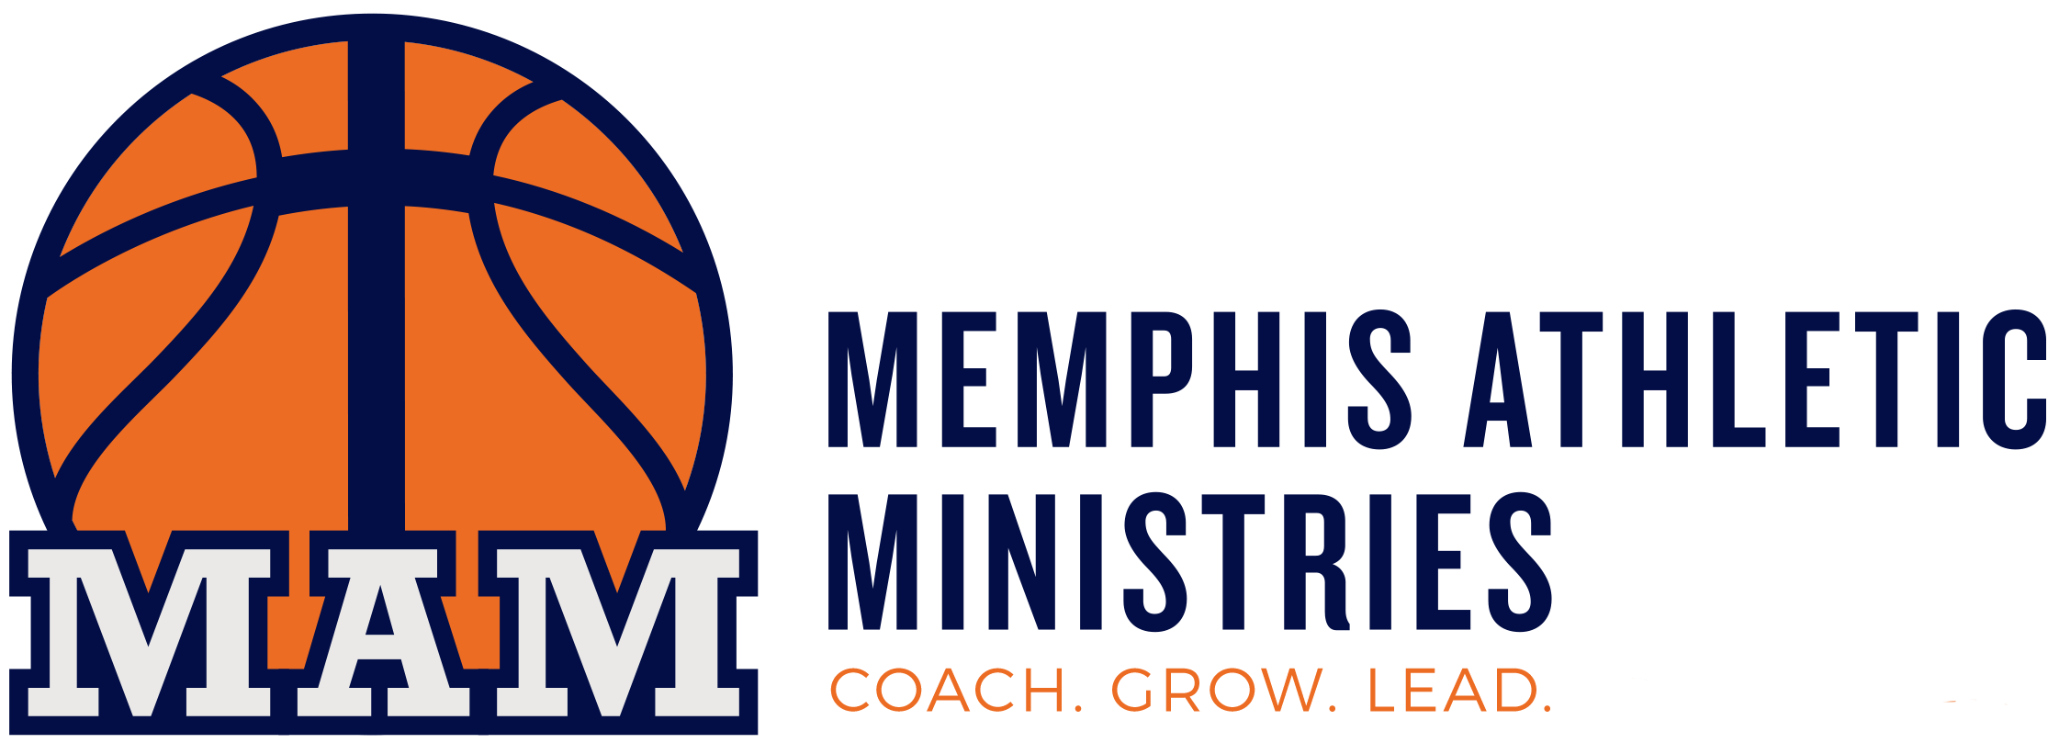 MAM
MEMPHIS ATHLETIC
MINISTRIES
COACH. GROW. LEAD.